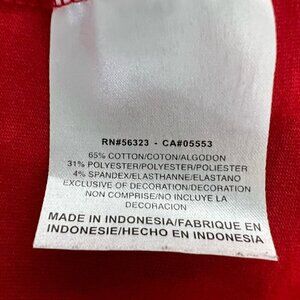 RN#56323 - CA#05553
65% COTTON/COTON/ALGODON
31% POLYESTER/POLYESTER/POLIESTER
4% SPANDEX/ELASTHANNE/ELASTANO
EXCLUSIVE OF DECORATION/DECORATION
NON COMPRISE/NO INCLUYE LA
DECORACION
MADE IN INDONESIA/FABRIQUE EN
INDONESIE/HECHO EN INDONESIA